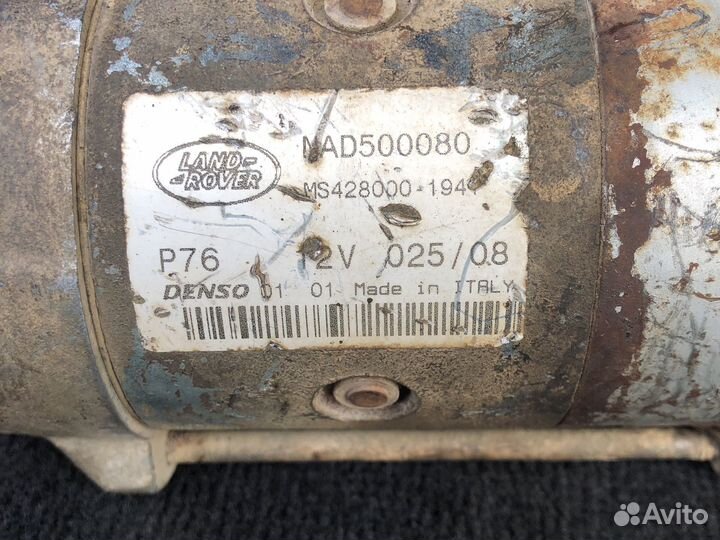 LAND-
-ROVER
NAD500080
MS428000-194
P76 12V 025/08
DENSO 01 01 Made in ITALY
Avito